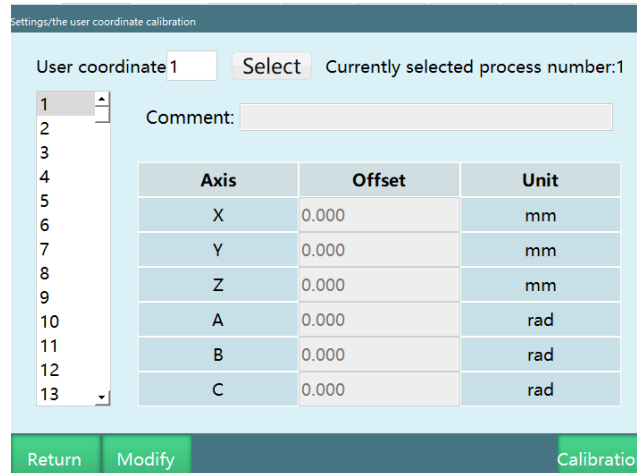 Settings/the user coordinate calibration
User coordinate 1 Select Currently selected process number:1
1
2
3
4
5
6
7
8
9
10
11
12
13
Comment:
Axis Offset Unit
X 0.000 mm
Y 0.000 mm
Z 0.000 mm
A 0.000 rad
B 0.000 rad
C 0.000 rad
Return Modify Calibratio